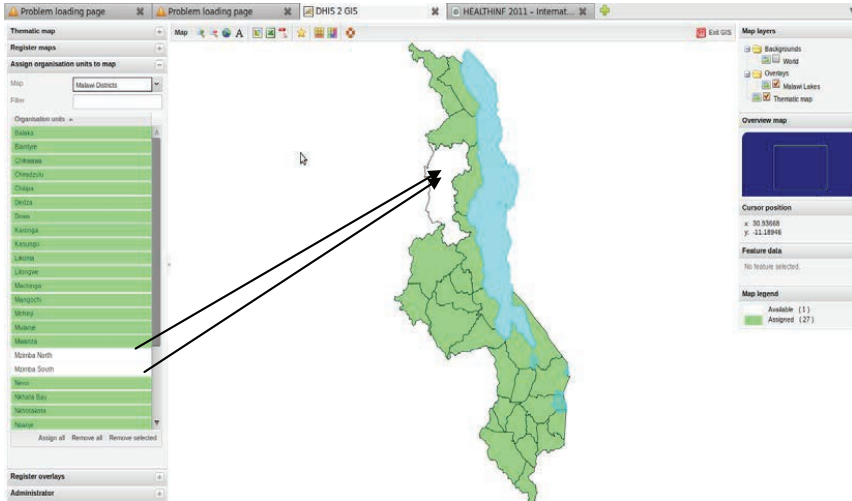 Problem loading page
Problem loading page
DHIS 2 GIS
HEALTHINF 2011 – Internat...
Thematic map
Register maps
Assign organisation units to map
Map
Malawi Districts
Filter
Organisation units
Balaka
Blantyre
Chikwawa
Chiradzulu
Chitipa
Dedza
Dowa
Karonga
Kasungu
Likoma
Lilongwe
Machinga
Mangochi
Mchinji
Mulanje
Mwanza
Mzimba North
Mzimba South
Neno
Nkhata Bay
Nkhotakota
Nsanje
Assign all Remove all Remove selected
Register overlays
Administrator
Map
A
Exit GIS
Map layers
Backgrounds
World
Overlays
Malawi Lakes
Thematic map
Overview map
Cursor position
x: 30.93668
y: -11.18946
Feature data
No feature selected.
Map legend
Available ( 1 )
Assigned ( 27 )